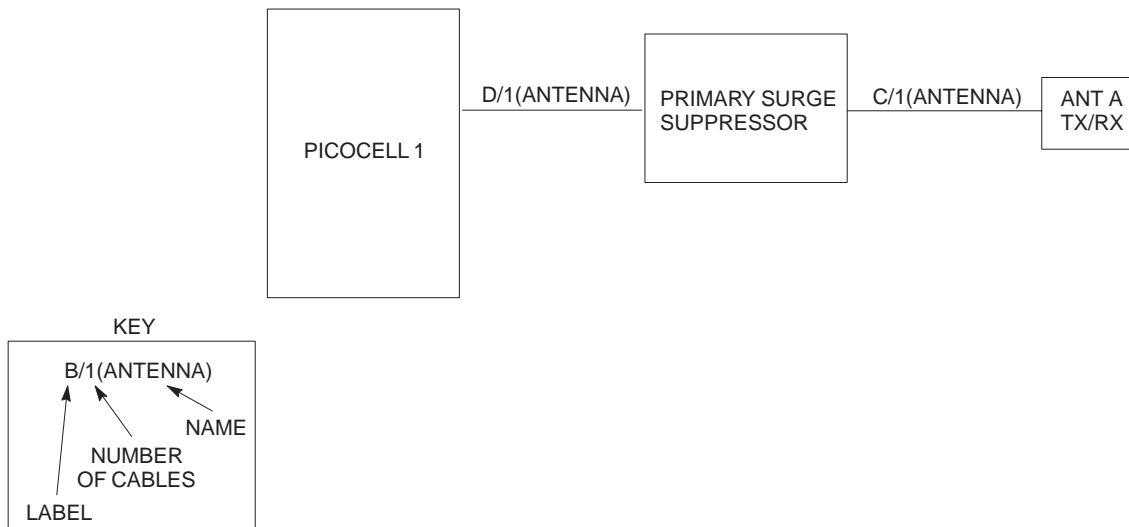 D/1(ANTENNA)
PRIMARY SURGE
SUPPRESSOR
C/1(ANTENNA)
ANT A
TX/RX
PICOCELL 1
KEY
B/1(ANTENNA)
NAME
NUMBER
OF CABLES
LABEL